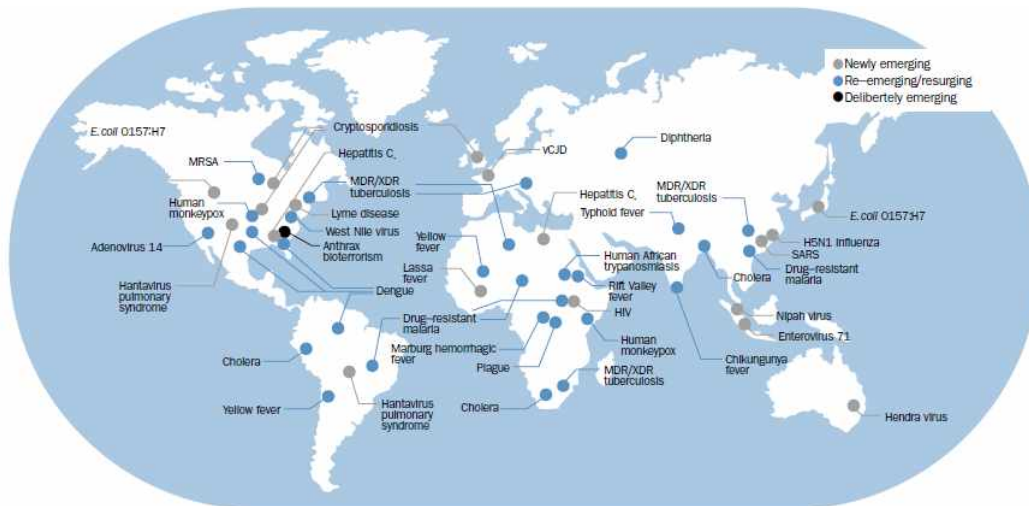 Newly emerging
Re-emerging/resurging
Delibertely emerging
E. coli 0157:H7
Cryptosporidiosis
Hepatitis C,
vCJD
Diphtheria
MRSA
MDR/XDR
tuberculosis
Hepatitis C,
MDR/XDR
tuberculosis
Human
monkeypox
Lyme disease
Typhoid fever
E. coli 0157:H7
West Nile virus
Adenovirus 14
Anthrax
bioterrorism
Yellow
fever
Human African
trypanosmiasis
H5N1 Influenza
SARS
Hantavirus
pulmonary
syndrome
Lassa
fever
Rift Valley
fever
Cholera
Drug-resistant
malaria
Dengue
HIV
Nipah virus
Drug-resistant
malaria
Enterovirus 71
Cholera
Marburg hemorrhagic
fever
Human
monkeypox
Plague
MDR/XDR
tuberculosis
Chikungunya
fever
Yellow fever
Hantavirus
pulmonary
syndrome
Cholera
Hendra virus